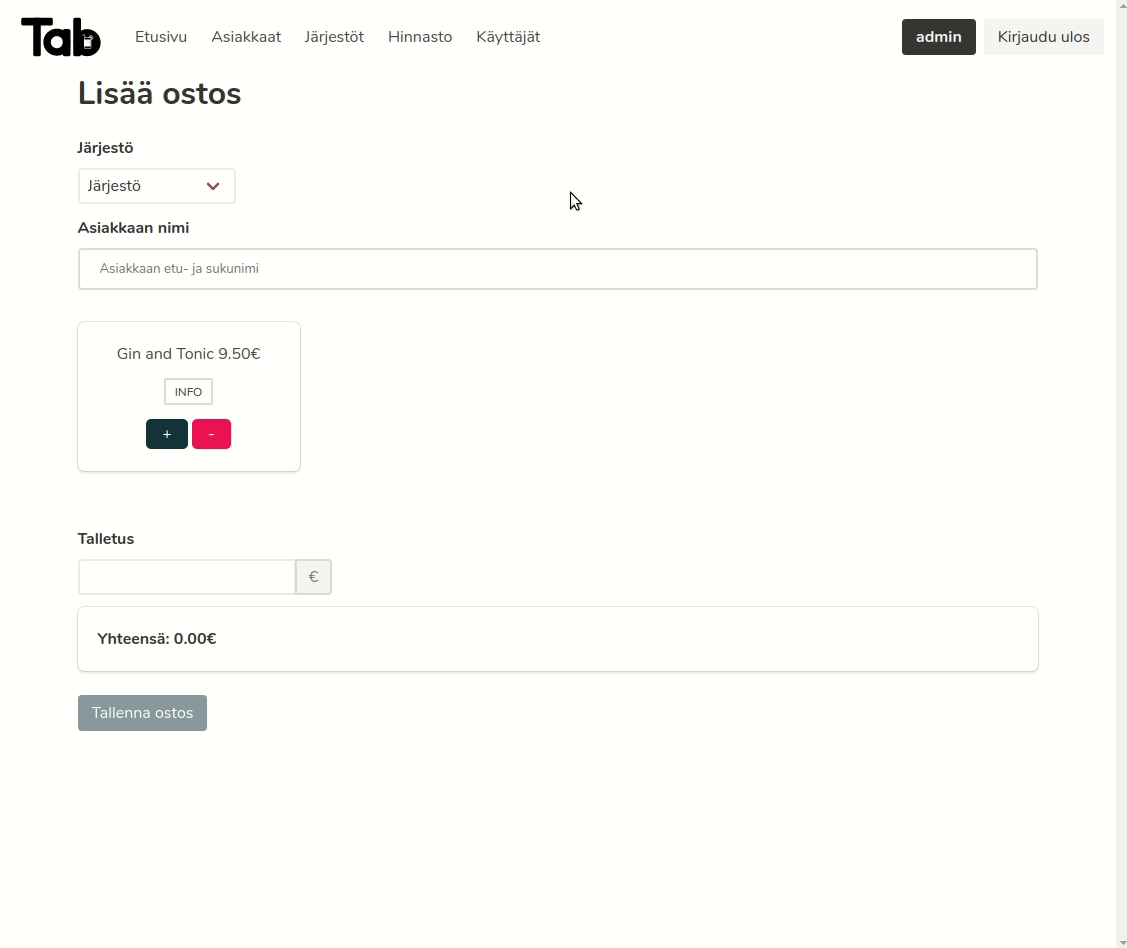 Tab Etusivu Asiakkaat Järjestöt Hinnasto Käyttäjät admin Kirjaudu ulos
Lisää ostos
Järjestö
Järjestö
Asiakkaan nimi
Asiakkaan etu- ja sukunimi
Gin and Tonic 9.50€
INFO
+ -
Talletus
€
Yhteensä: 0.00€
Tallenna ostos